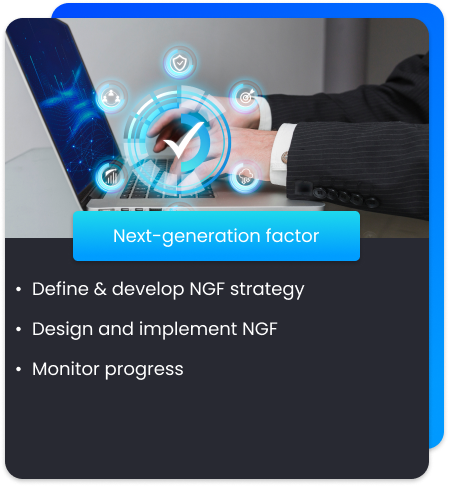 Next-generation factor
• Define & develop NGF strategy
• Design and implement NGF
• Monitor progress